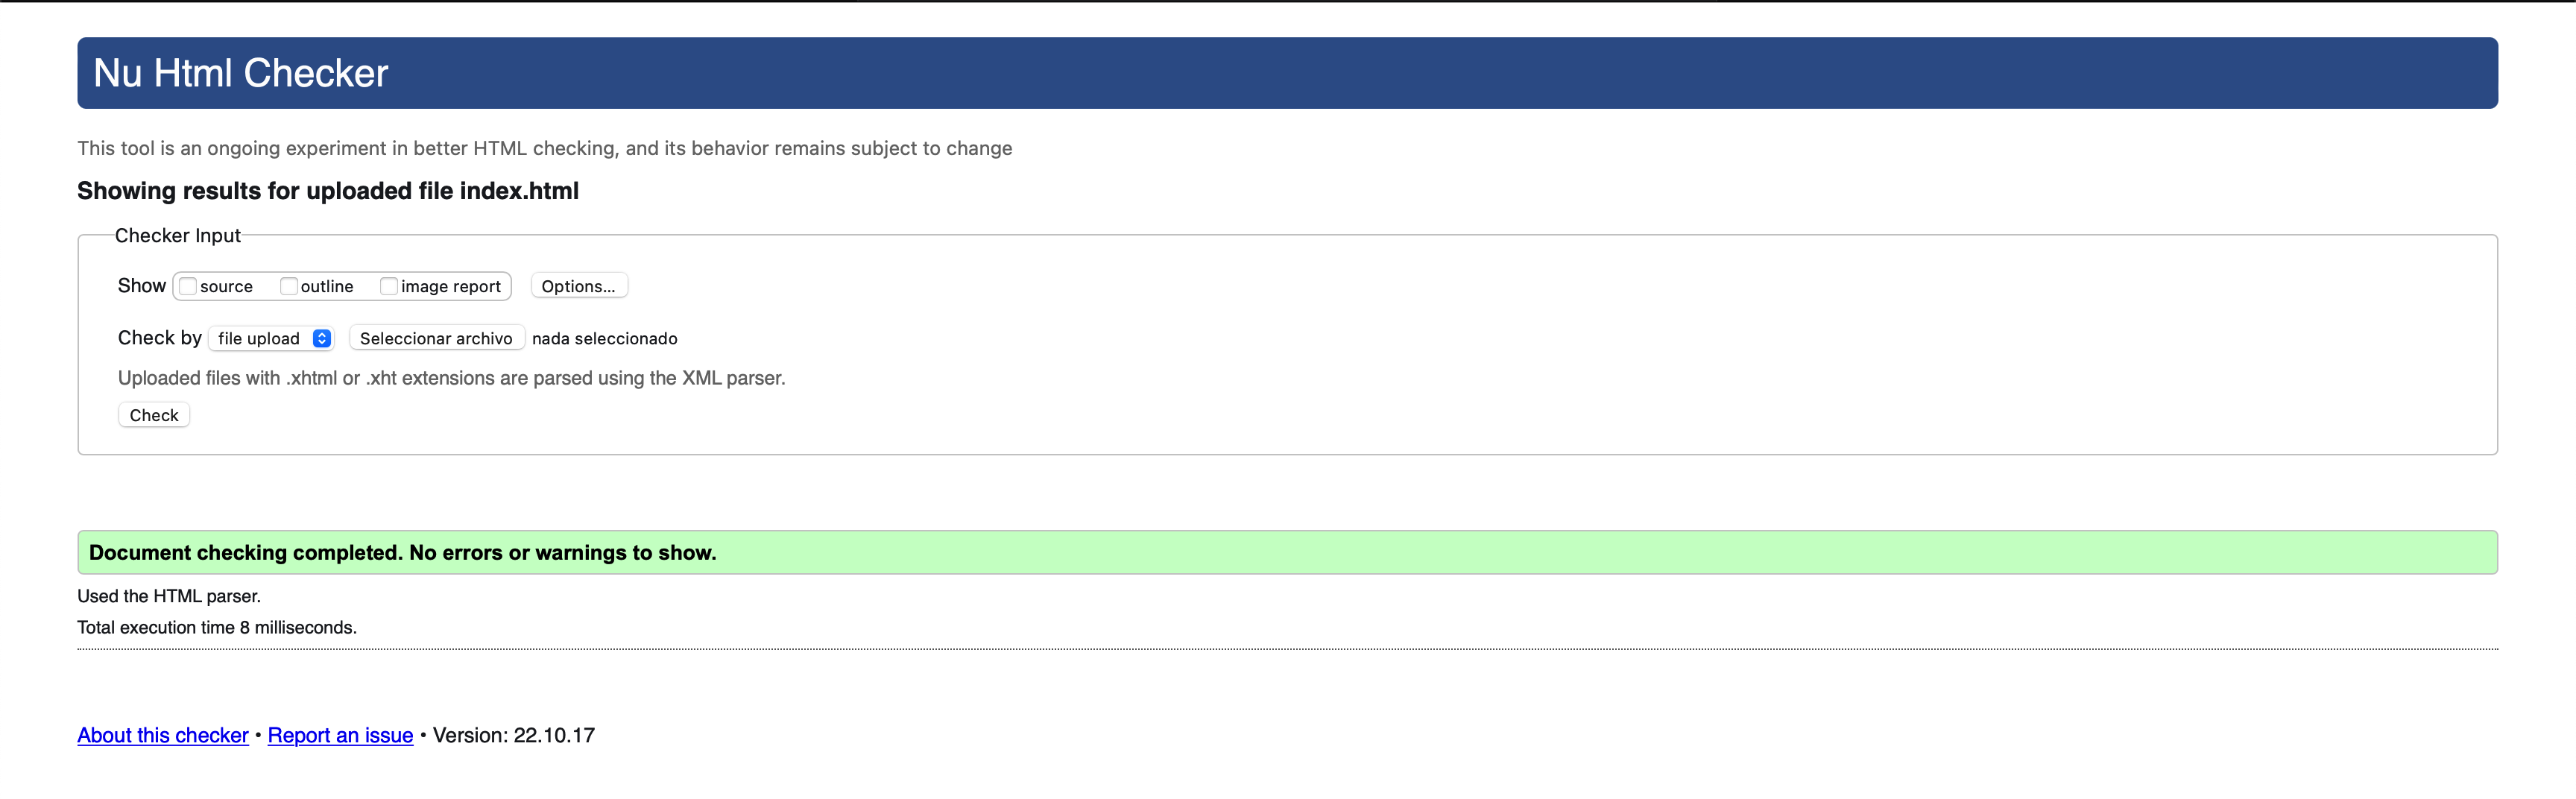 Nu Html Checker
This tool is an ongoing experiment in better HTML checking, and its behavior remains subject to change
Showing results for uploaded file index.html
Checker Input
Show source outline image report Options...
Check by file upload Seleccionar archivo nada seleccionado
Uploaded files with .xhtml or .xht extensions are parsed using the XML parser.
Check
Document checking completed. No errors or warnings to show.
Used the HTML parser.
Total execution time 8 milliseconds.
About this checker • Report an issue • Version: 22.10.17